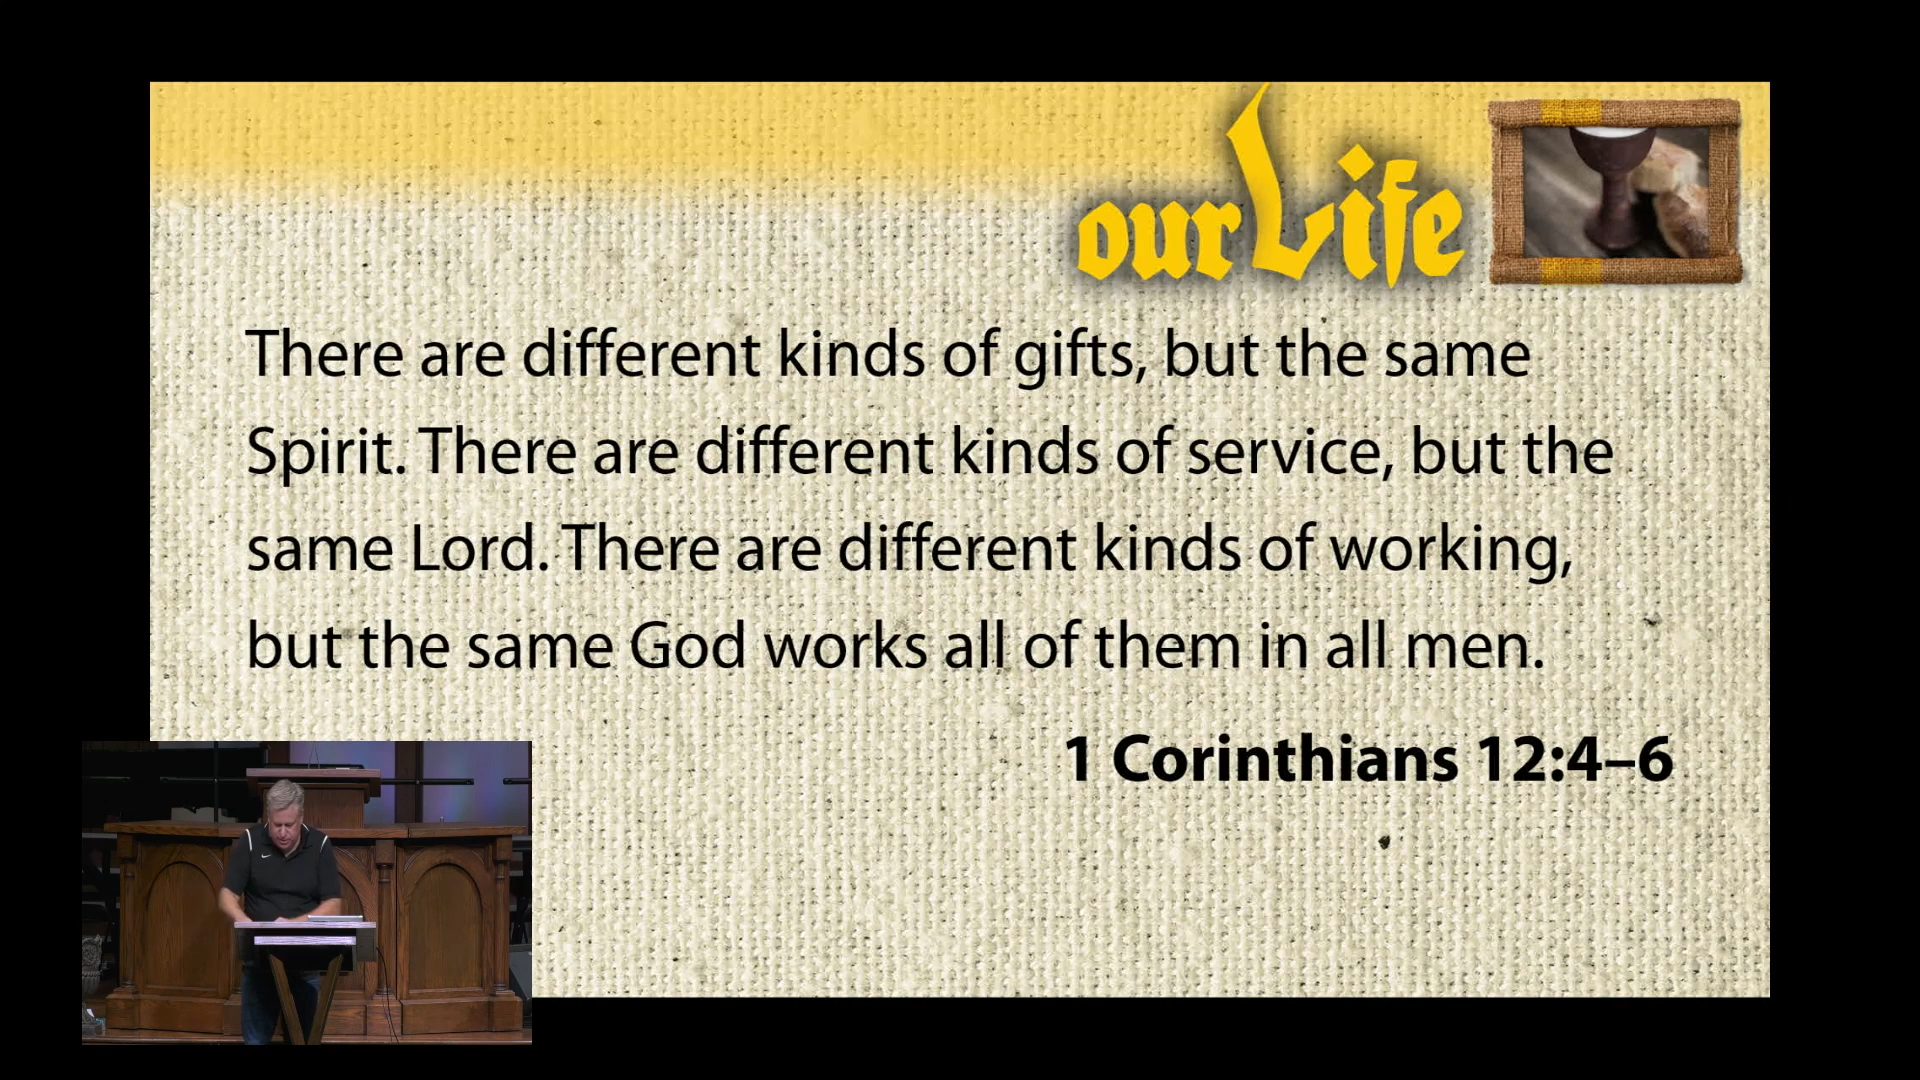 ourLife
There are different kinds of gifts, but the same
Spirit. There are different kinds of service, but the
same Lord. There are different kinds of working,
but the same God works all of them in all men.
1 Corinthians 12:4–6